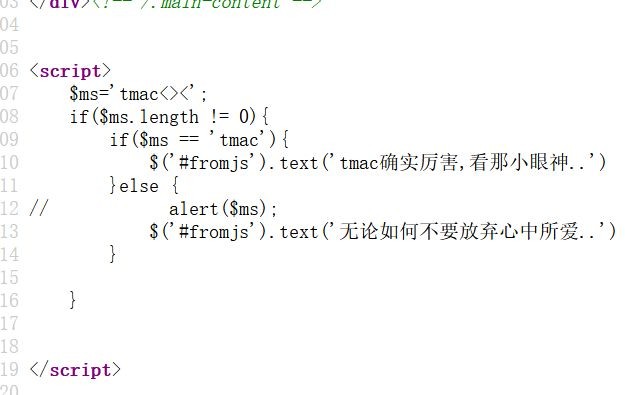 03 </div><!-- /.main-content -->
04
05
06 <script>
07     $ms='tmac<><';
08     if($ms.length != 0){
09         if($ms == 'tmac'){
10             $('#fromjs').text('tmac确实厉害,看那小眼神..')
11         }else {
12 //            alert($ms);
13             $('#fromjs').text('无论如何不要放弃心中所爱..')
14         }
15
16     }
17
18
19 </script>
20